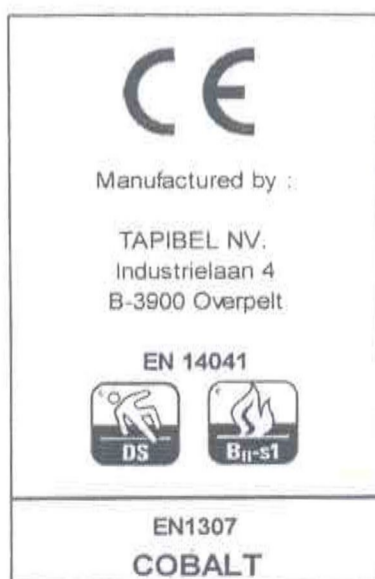 CE
Manufactured by :
TAPIBEL NV.
Industrielaan 4
B-3900 Overpelt
EN 14041
DS
Bfl-s1
EN1307
COBALT